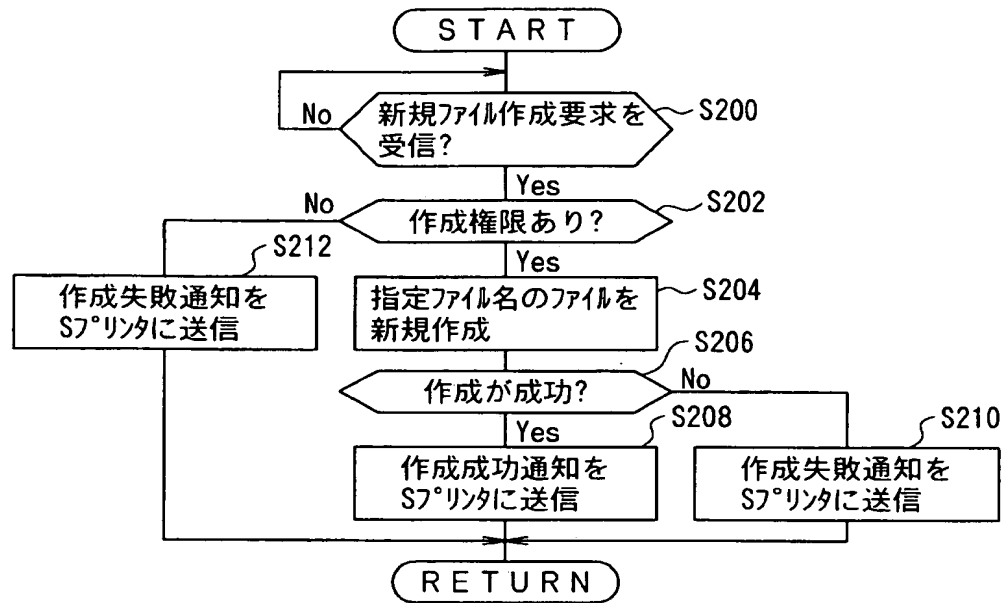 START
新規ファイル作成要求を
受信?
S200
No
Yes
作成権限あり?
S202
No
Yes
S212
作成失敗通知を
Sプリンタに送信
指定ファイル名のファイルを
新規作成
S204
S206
作成が成功?
No
Yes
S208
作成成功通知を
Sプリンタに送信
S210
作成失敗通知を
Sプリンタに送信
RETURN